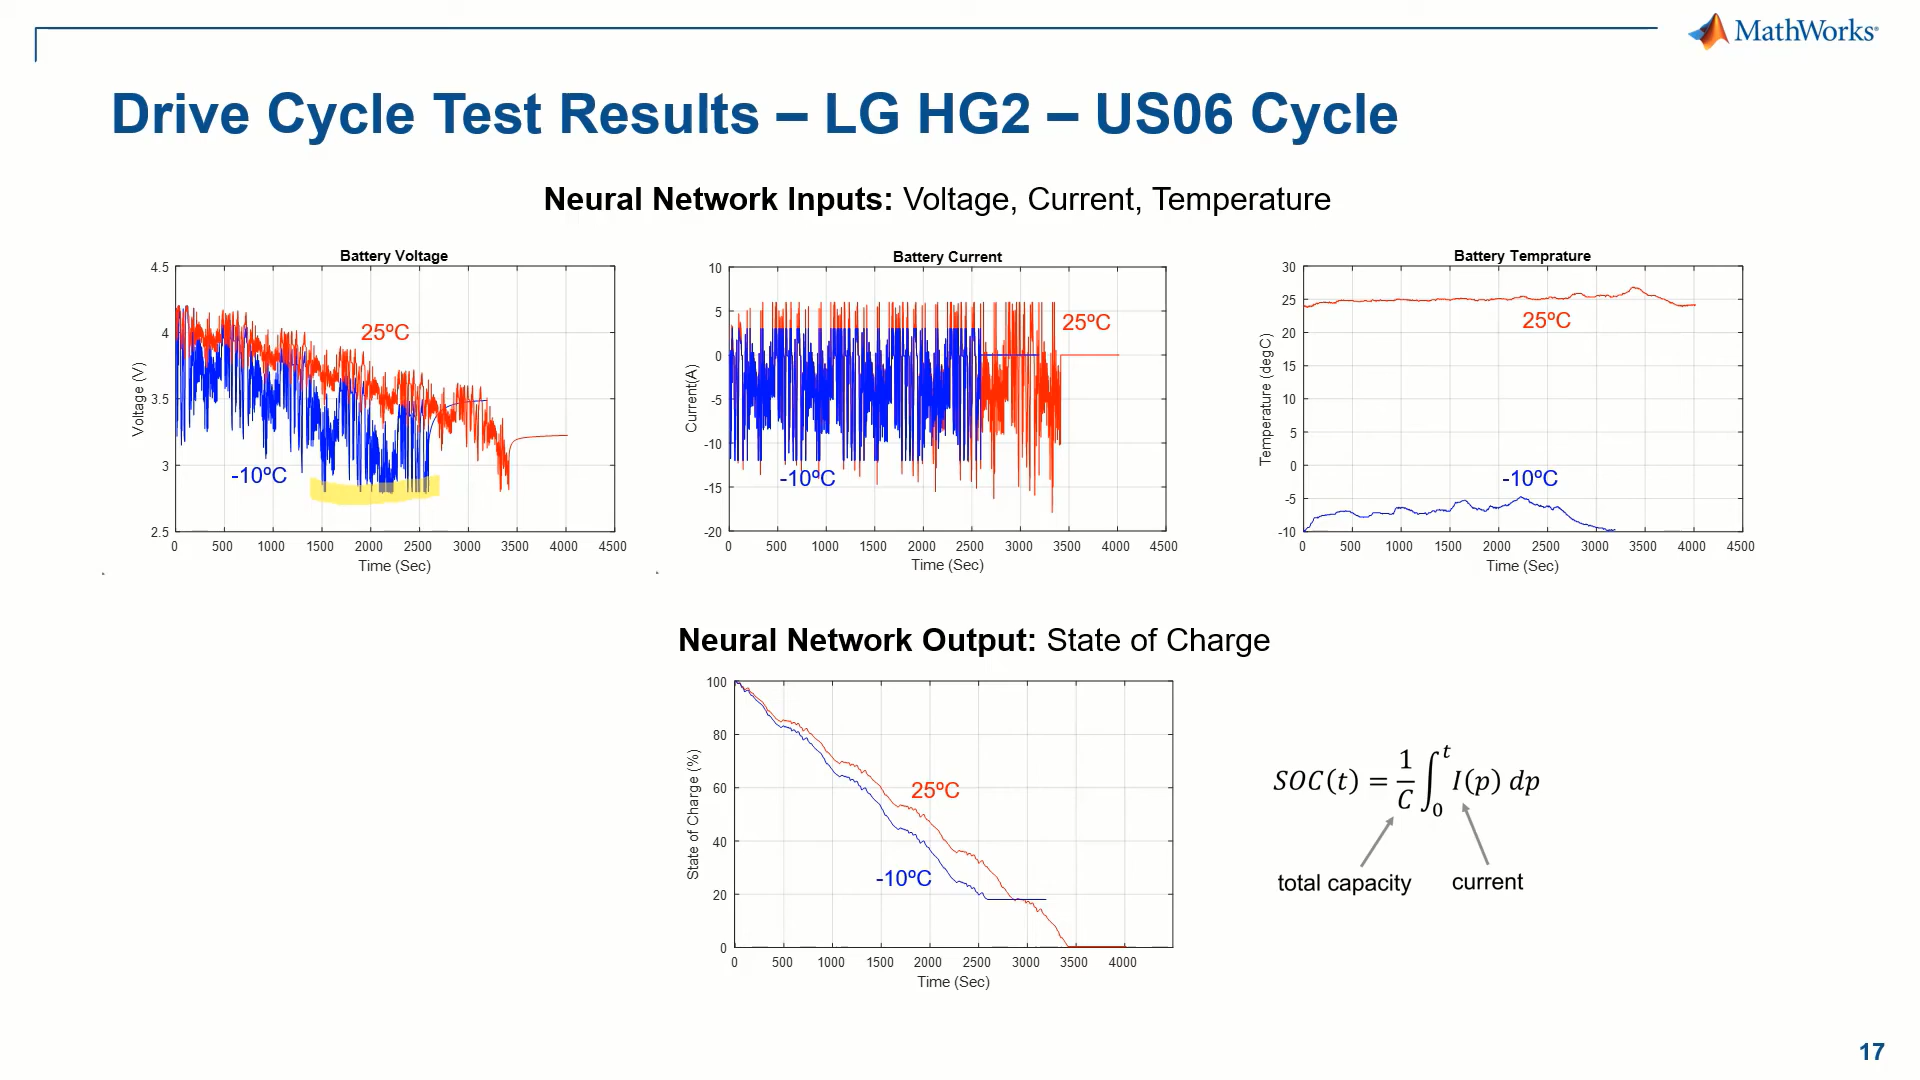 MathWorks®
Drive Cycle Test Results – LG HG2 – US06 Cycle
Neural Network Inputs: Voltage, Current, Temperature
Battery Voltage
4.5
4
3.5
3
2.5
Voltage (V)
25ºC
-10ºC
0 500 1000 1500 2000 2500 3000 3500 4000 4500
Time (Sec)
Battery Current
10
5
0
-5
-10
-15
-20
Current(A)
25ºC
-10ºC
0 500 1000 1500 2000 2500 3000 3500 4000 4500
Time (Sec)
Battery Temprature
30
25
20
15
10
5
0
-5
-10
Temperature (degC)
25ºC
-10ºC
0 500 1000 1500 2000 2500 3000 3500 4000 4500
Time (Sec)
Neural Network Output: State of Charge
100
80
60
40
20
0
State of Charge (%)
25ºC
-10ºC
0 500 1000 1500 2000 2500 3000 3500 4000
Time (Sec)
SOC(t) = 1/C ∫₀ᵗ I(p) dp
total capacity
current
17